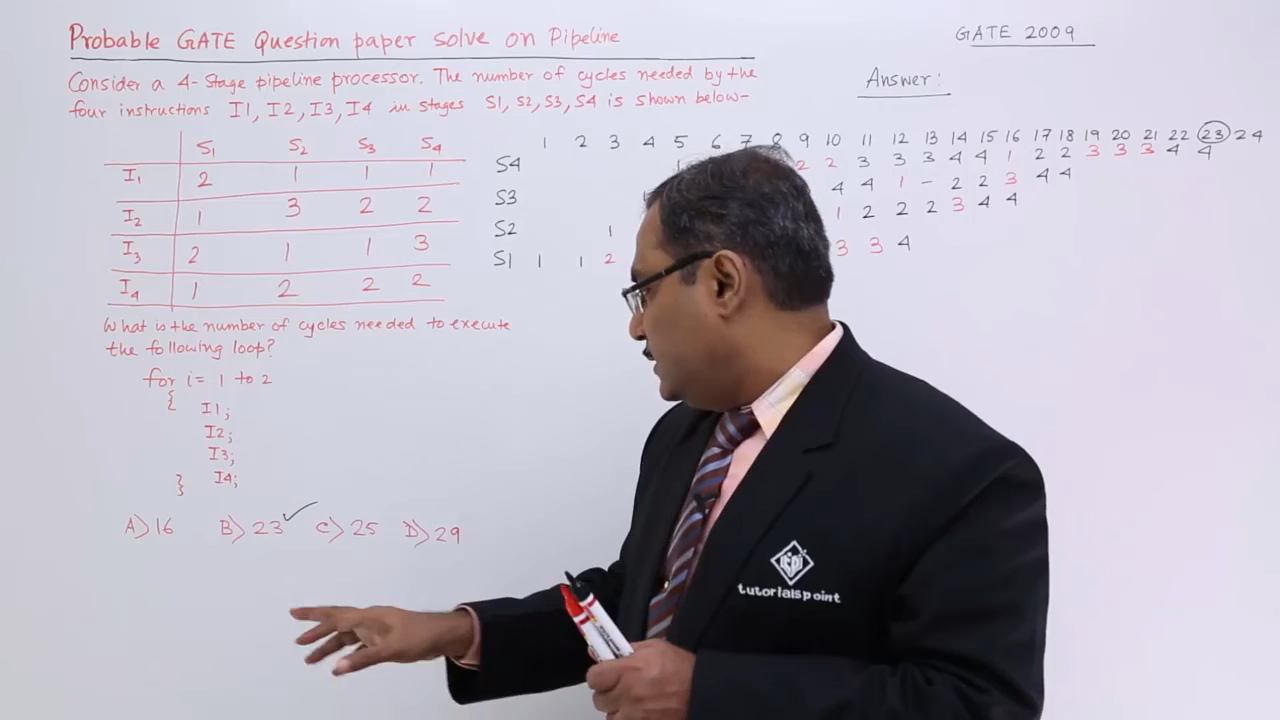 Probable GATE Question paper solve on Pipeline
GATE 2009
Consider a 4-Stage pipeline processor. The number of cycles needed by the
four instructions I1, I2, I3, I4 in stages S1, S2, S3, S4 is shown below-
Answer:
S1 S2 S3 S4
I1 2 1 1 1
I2 1 3 2 2
I3 2 1 1 3
I4 1 2 2 2
1 2 3 4 5 6 7 8 9 10 11 12 13 14 15 16 17 18 19 20 21 22 23 24
S4 2 2 3 3 3 4 4 1 2 2 3 3 3 4 4
S3 4 4 1 - 2 2 3 4 4
S2 1 1 2 2 2 3 4 4
S1 1 1 2 3 3 4
What is the number of cycles needed to execute
the following loop?
for i= 1 to 2
{
I1;
I2;
I3;
I4;
}
A) 16 B) 23 ✓ C) 25 D) 29
tutorialspoint